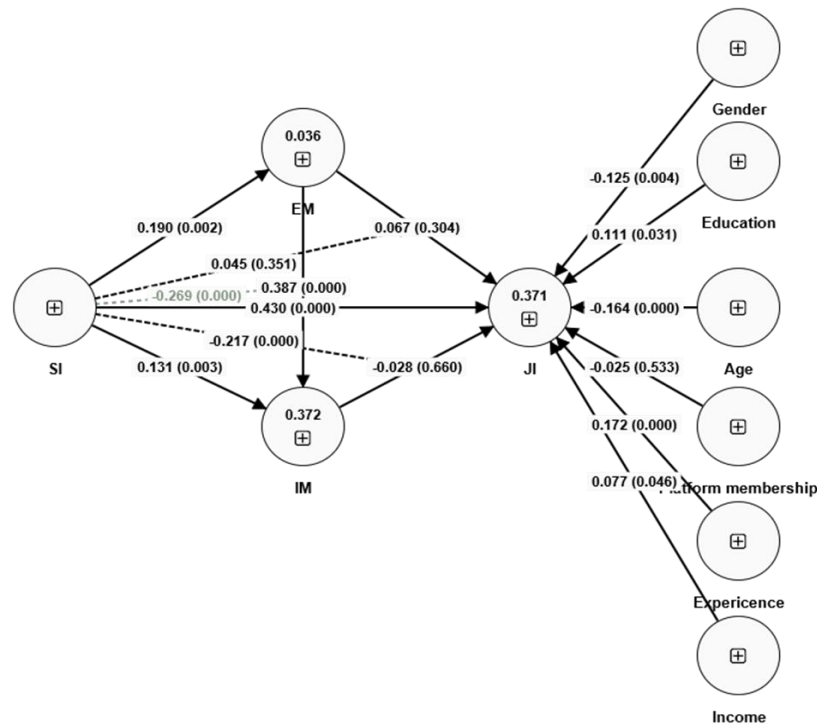 Gender
-0.125 (0.004)
0.036
EM
Education
0.111 (0.031)
0.190 (0.002)
0.067 (0.304)
0.045 (0.351)
-0.269 (0.000)
0.387 (0.000)
0.430 (0.000)
SI
0.371
JI
-0.164 (0.000)
Age
-0.217 (0.000)
0.131 (0.003)
-0.028 (0.660)
-0.025 (0.533)
0.372
IM
0.172 (0.000)
Platform membership
0.077 (0.046)
Expericence
Income